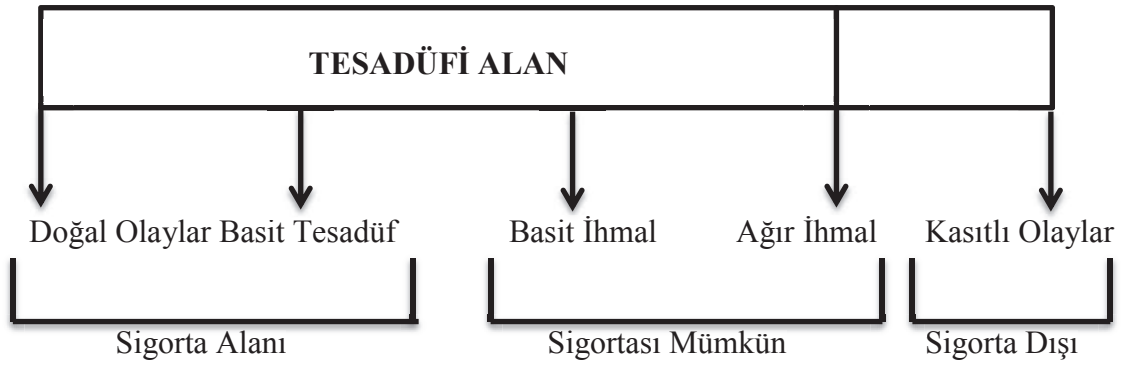 TESADÜFİ ALAN
Doğal Olaylar Basit Tesadüf Basit İhmal Ağır İhmal Kasıtlı Olaylar
Sigorta Alanı Sigortası Mümkün Sigorta Dışı